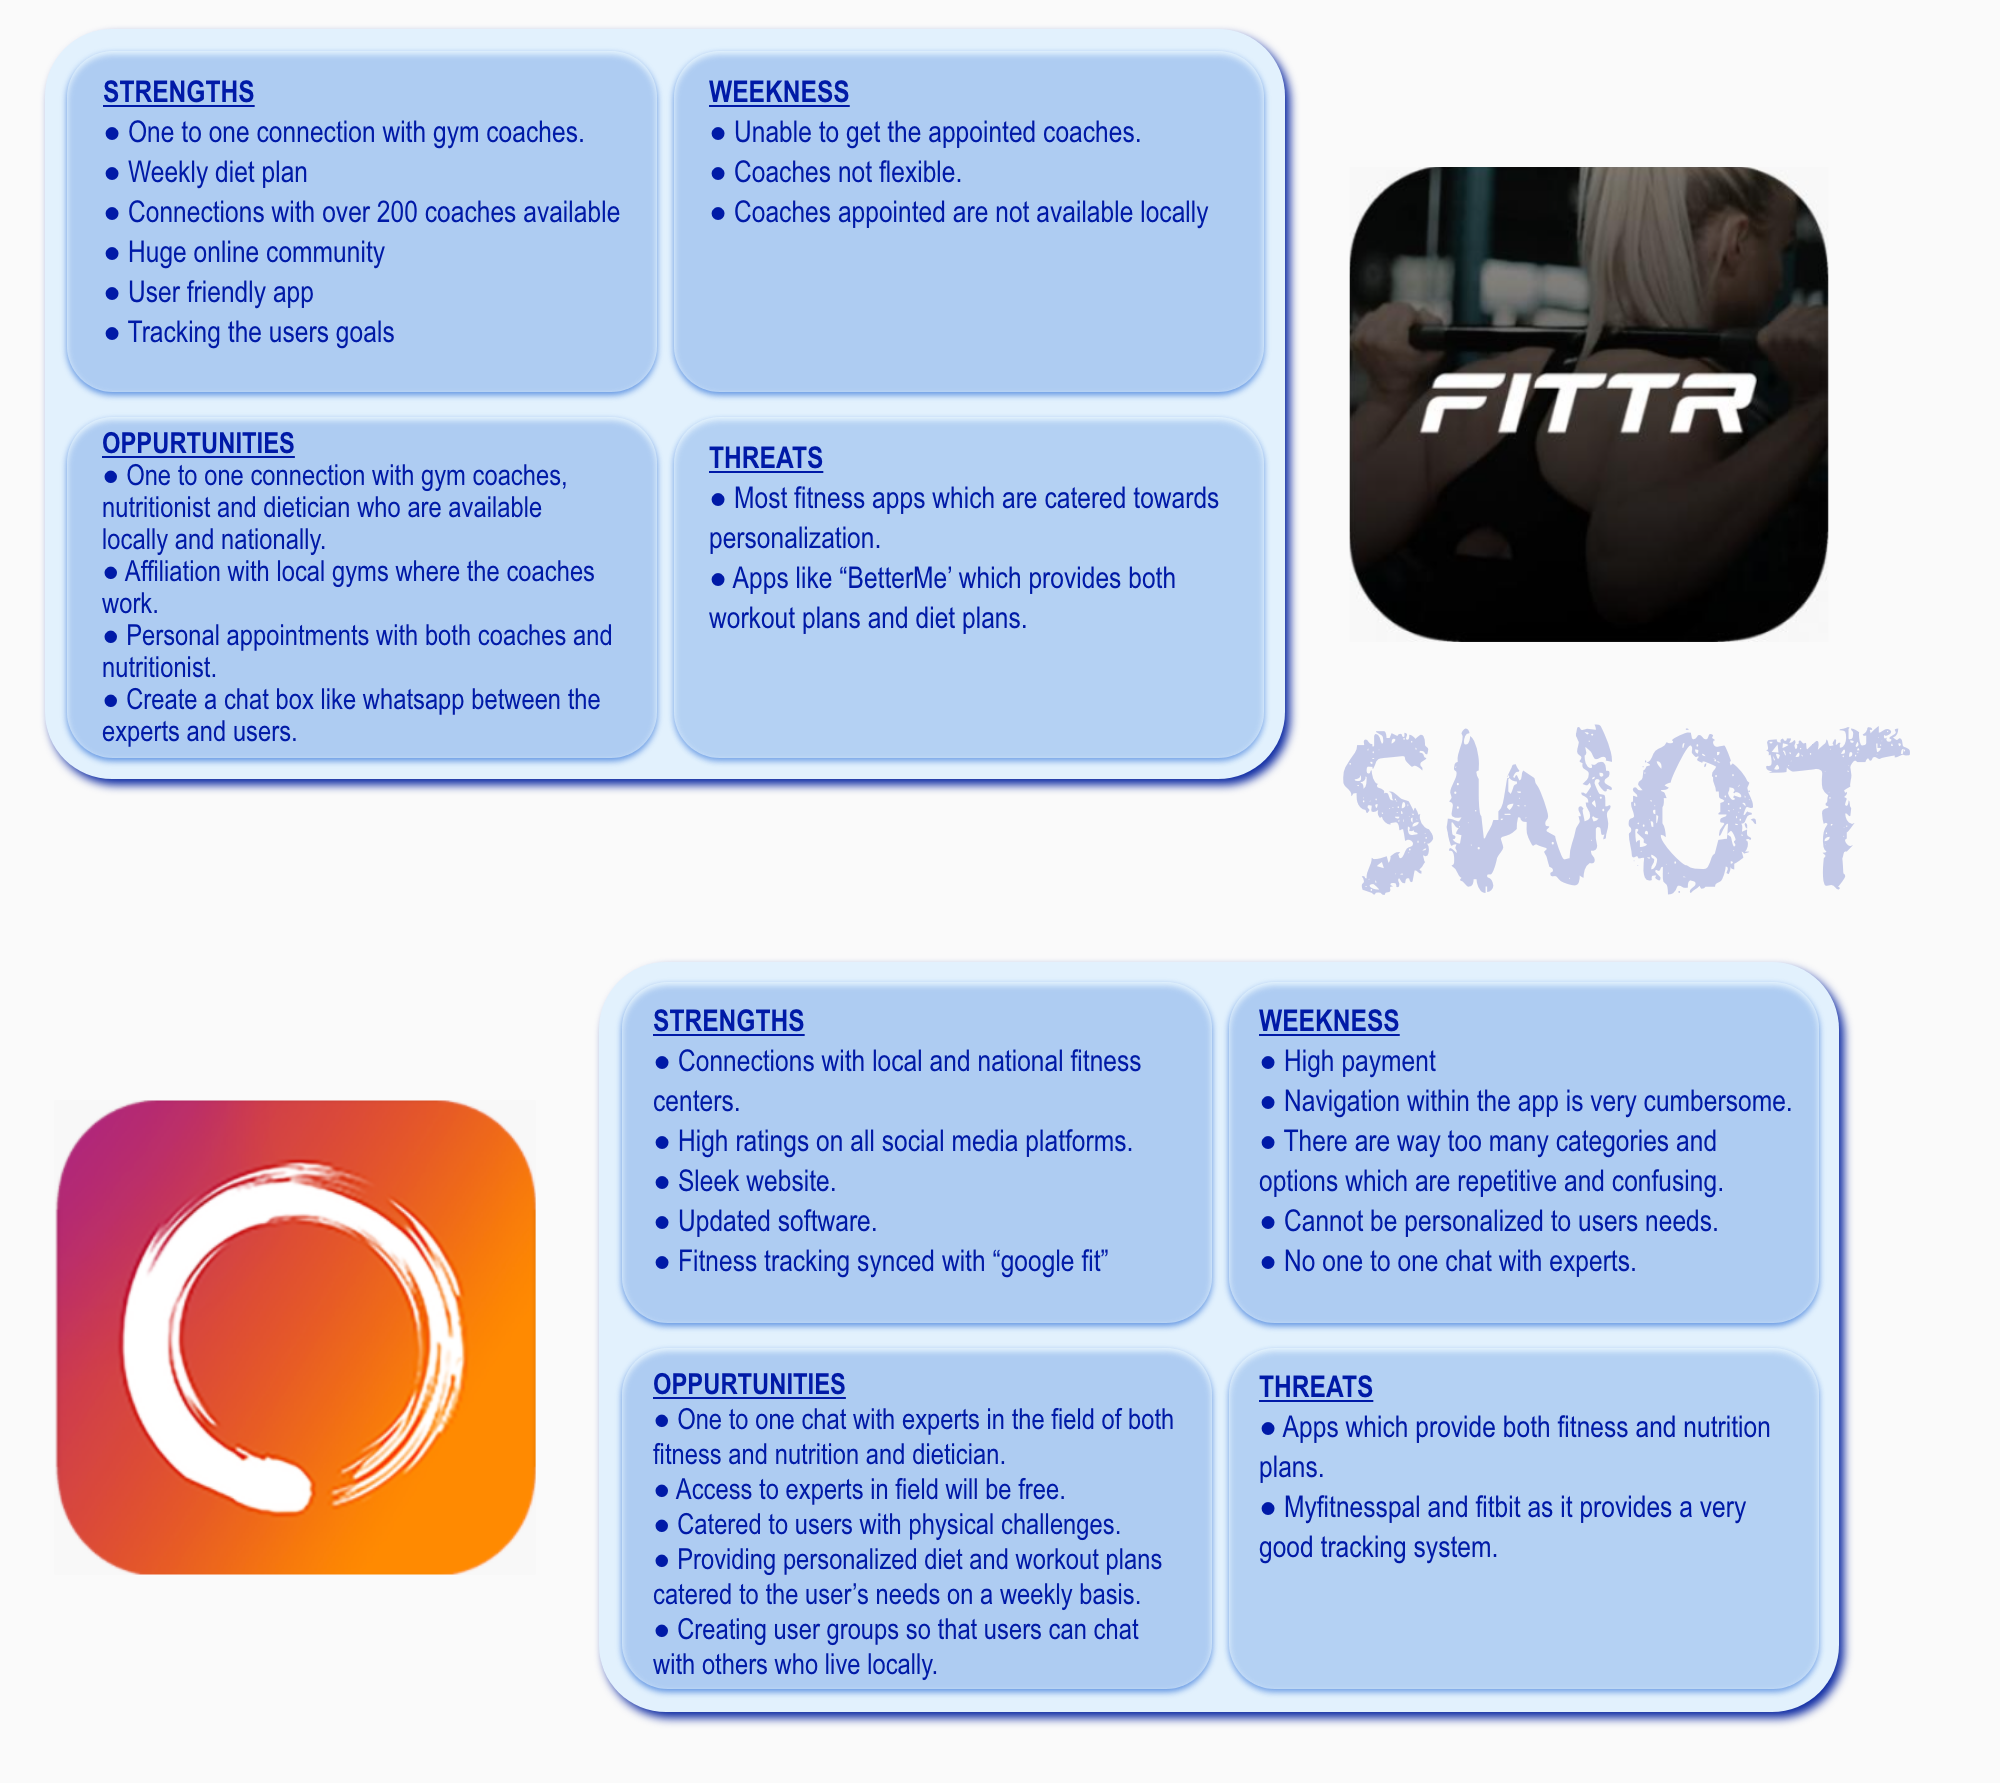 STRENGTHS
● One to one connection with gym coaches.
● Weekly diet plan
● Connections with over 200 coaches available
● Huge online community
● User friendly app
● Tracking the users goals
WEEKNESS
● Unable to get the appointed coaches.
● Coaches not flexible.
● Coaches appointed are not available locally
OPPURTUNITIES
● One to one connection with gym coaches,
nutritionist and dietician who are available
locally and nationally.
● Affiliation with local gyms where the coaches
work.
● Personal appointments with both coaches and
nutritionist.
● Create a chat box like whatsapp between the
experts and users.
THREATS
● Most fitness apps which are catered towards
personalization.
● Apps like “BetterMe’ which provides both
workout plans and diet plans.
FITTR
SWOT
STRENGTHS
● Connections with local and national fitness
centers.
● High ratings on all social media platforms.
● Sleek website.
● Updated software.
● Fitness tracking synced with “google fit”
WEEKNESS
● High payment
● Navigation within the app is very cumbersome.
● There are way too many categories and
options which are repetitive and confusing.
● Cannot be personalized to users needs.
● No one to one chat with experts.
OPPURTUNITIES
● One to one chat with experts in the field of both
fitness and nutrition and dietician.
● Access to experts in field will be free.
● Catered to users with physical challenges.
● Providing personalized diet and workout plans
catered to the user’s needs on a weekly basis.
● Creating user groups so that users can chat
with others who live locally.
THREATS
● Apps which provide both fitness and nutrition
plans.
● Myfitnesspal and fitbit as it provides a very
good tracking system.